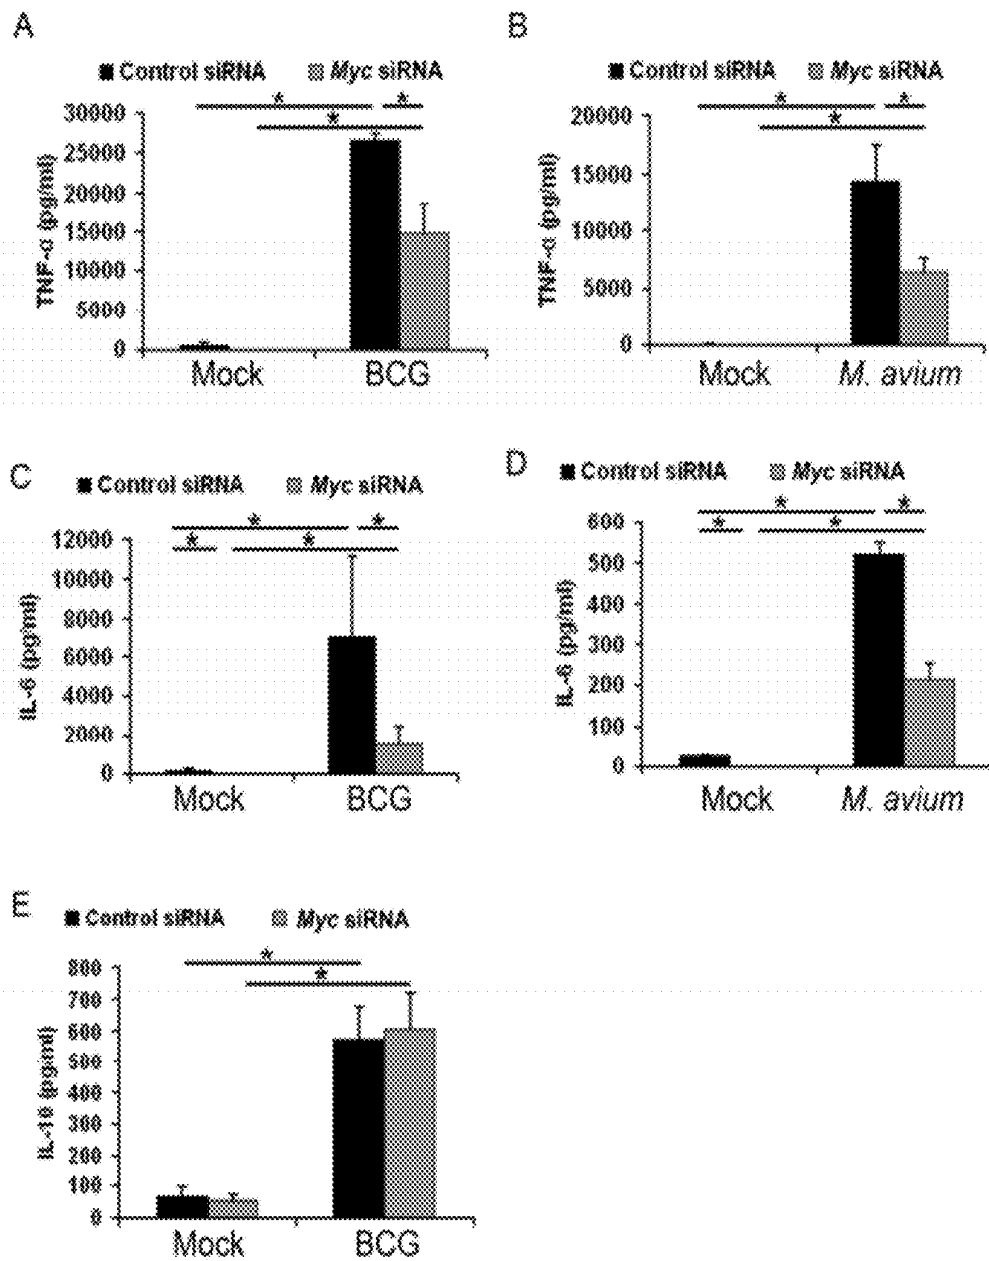 A
Control siRNA Myc siRNA
* *
*
TNF-α (pg/ml)
30000
25000
20000
15000
10000
5000
0
Mock BCG
B
Control siRNA Myc siRNA
* *
*
TNF-α (pg/ml)
20000
15000
10000
5000
0
Mock M. avium
C
Control siRNA Myc siRNA
* *
* *
IL-6 (pg/ml)
12000
10000
8000
6000
4000
2000
0
Mock BCG
D
Control siRNA Myc siRNA
* *
* *
IL-6 (pg/ml)
600
500
400
300
200
100
0
Mock M. avium
E
Control siRNA Myc siRNA
*
*
IL-10 (pg/ml)
800
700
600
500
400
300
200
100
0
Mock BCG